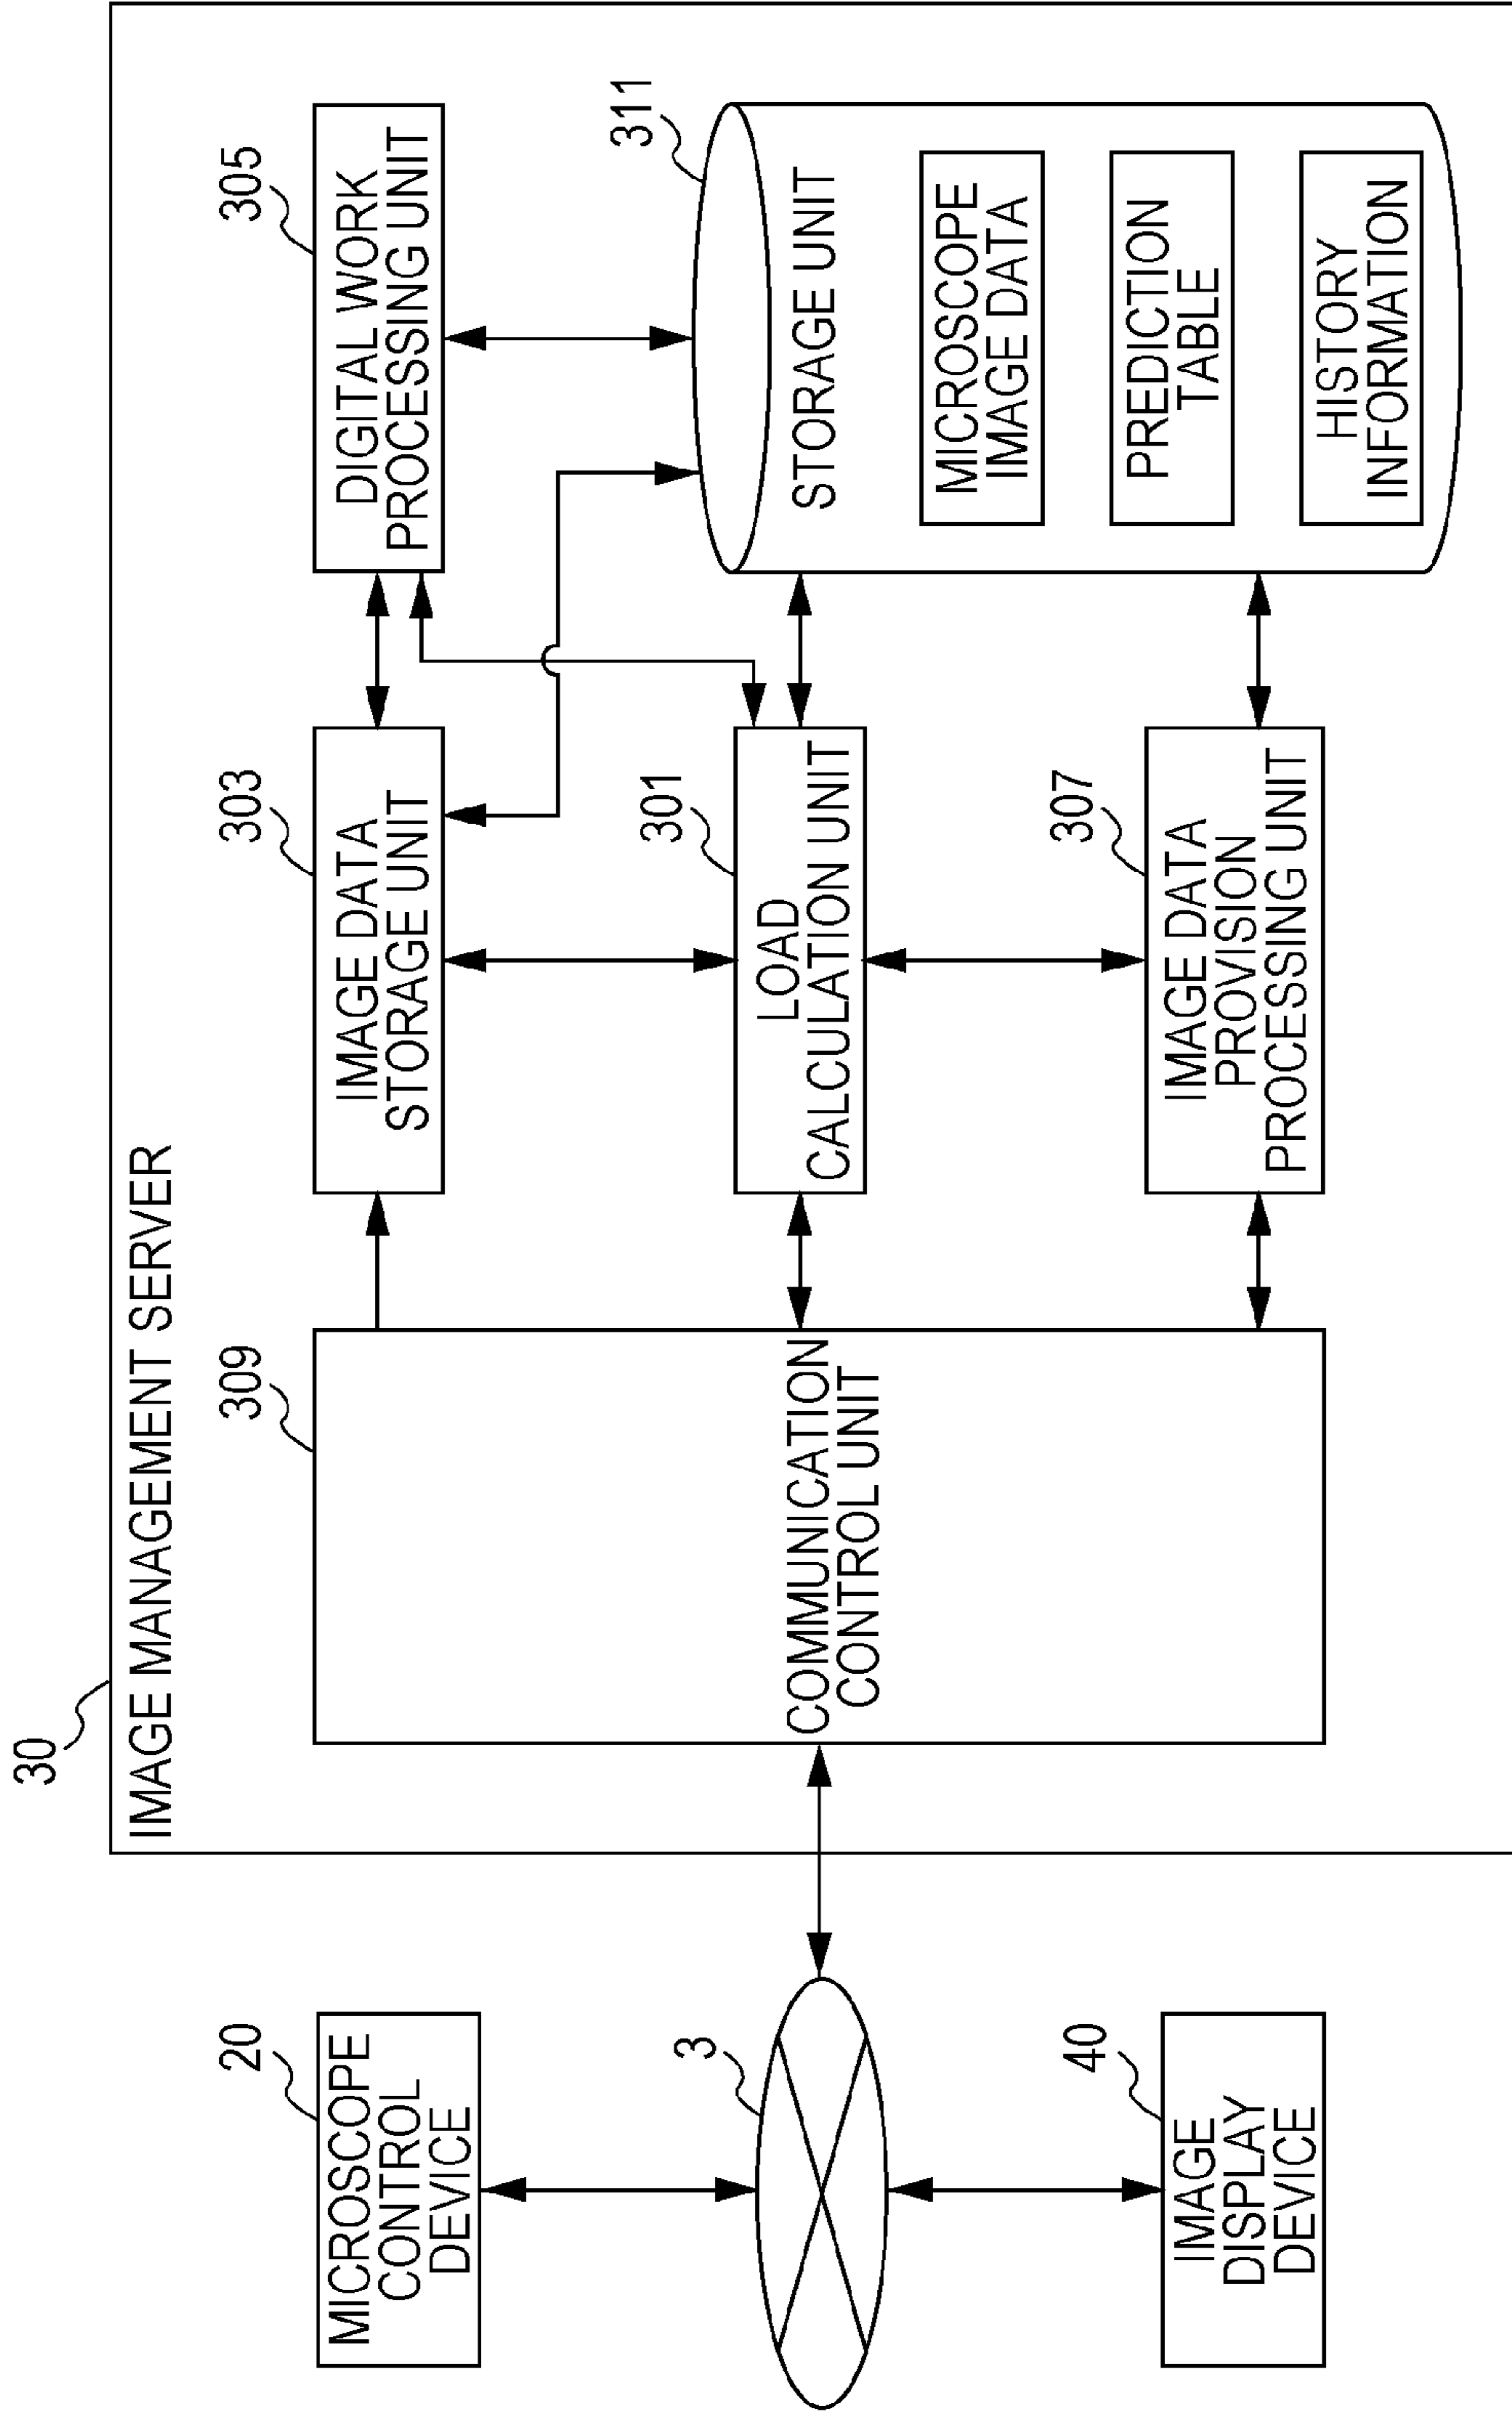 30
IMAGE MANAGEMENT SERVER
20
MICROSCOPE
CONTROL
DEVICE
3
40
IMAGE
DISPLAY
DEVICE
309
COMMUNICATION
CONTROL UNIT
303
IMAGE DATA
STORAGE UNIT
301
LOAD
CALCULATION UNIT
307
IMAGE DATA
PROVISION
PROCESSING UNIT
305
DIGITAL WORK
PROCESSING UNIT
311
STORAGE UNIT
MICROSCOPE
IMAGE DATA
PREDICTION
TABLE
HISTORY
INFORMATION